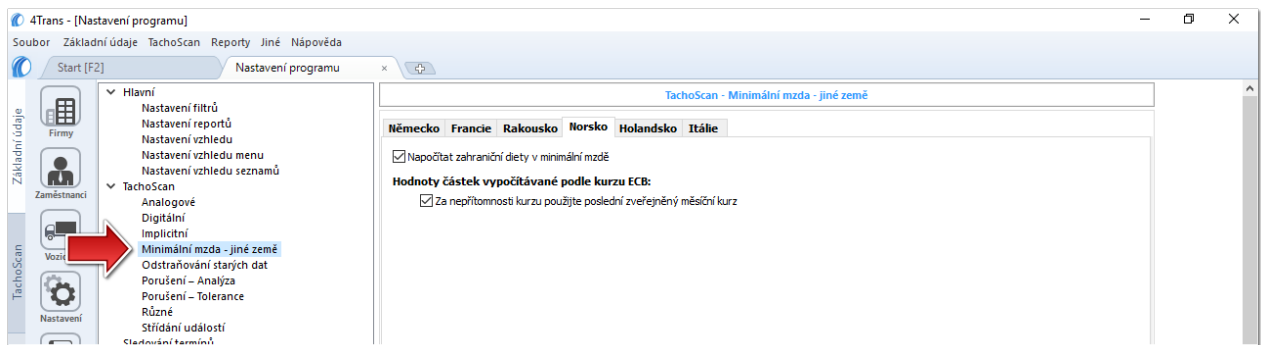 4Trans - [Nastavení programu]
Soubor Základní údaje TachoScan Reporty Jiné Nápověda
Start [F2]
Nastavení programu
Základní údaje
TachoScan
Firmy
Zaměstnanci
Nastavení
Hlavní
Nastavení filtrů
Nastavení reportů
Nastavení vzhledu
Nastavení vzhledu menu
Nastavení vzhledu seznamů
TachoScan
Analogové
Digitální
Implicitní
Minimální mzda - jiné země
Odstraňování starých dat
Porušení – Analýza
Porušení – Tolerance
Různé
Střídání událostí
Sledování termínů
TachoScan - Minimální mzda - jiné země
Německo Francie Rakousko Norsko Holandsko Itálie
Napočítat zahraniční diety v minimální mzdě
Hodnoty částek vypočítávané podle kurzu ECB:
Za nepřítomnosti kurzu použijte poslední zveřejněný měsíční kurz